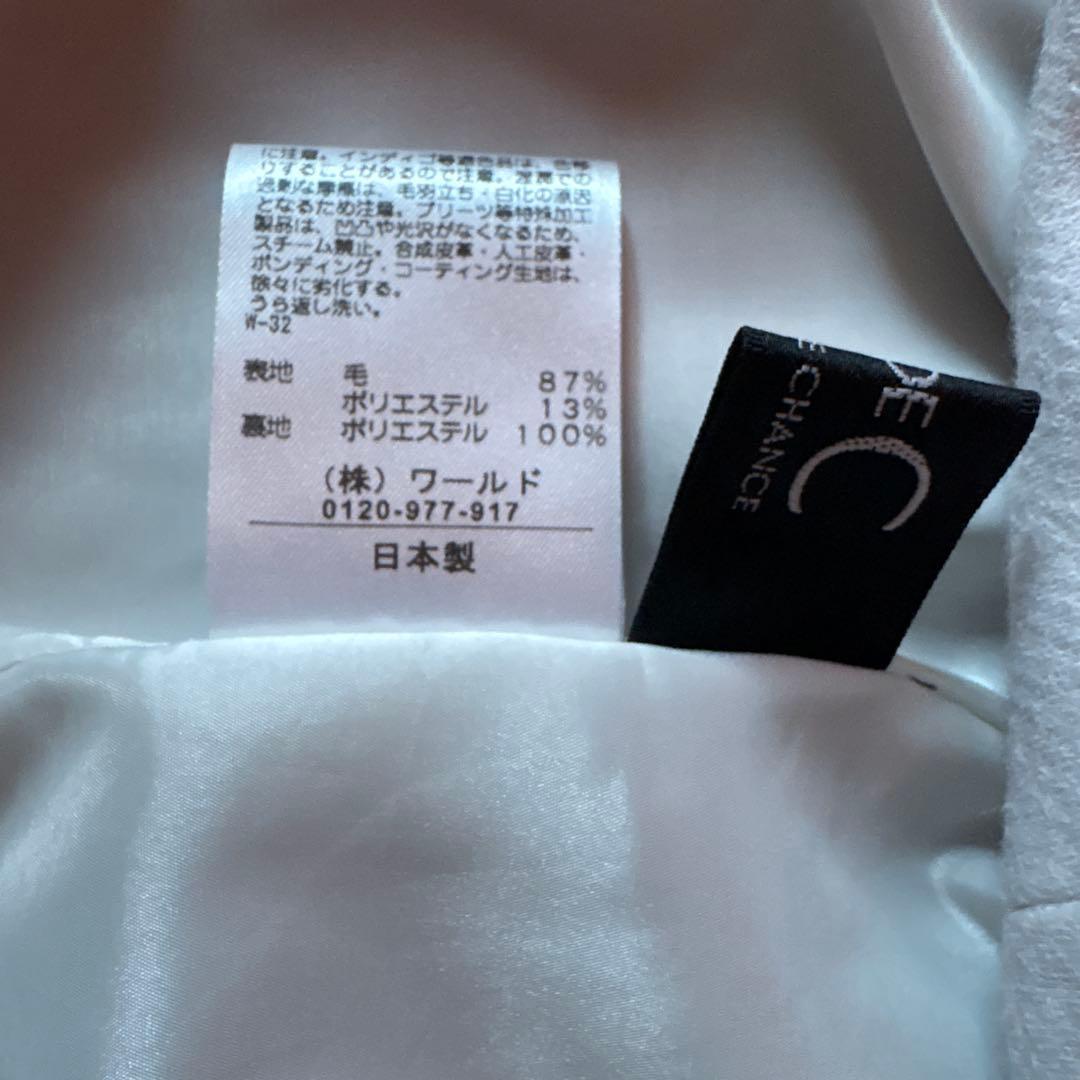 に注意。インディゴ等濃色品は、色移
りすることがあるので注意。着用での
過剰な摩擦は、毛羽立ち・白化の原因
となるため注意。プリーツ等特殊加工
製品は、凹凸や光沢がなくなるため、
スチーム禁止。合成皮革・人工皮革・
ボンディング・コーティング生地は、
徐々に劣化する。
うら返し洗い。
W-32
表地 毛 87%
ポリエステル 13%
裏地 ポリエステル 100%
(株)ワールド
0120-977-917
日本製
DE
C
E CHANCE